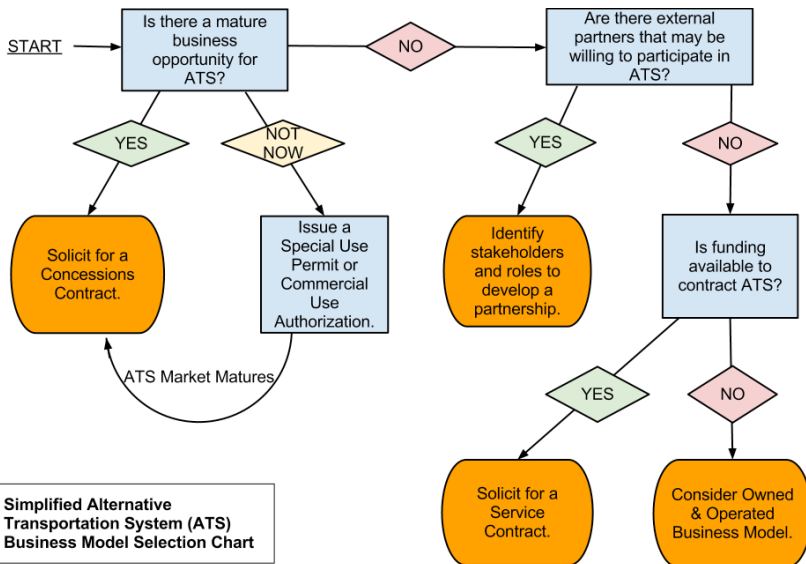 START
Is there a mature
business
opportunity for
ATS?
NO
Are there external
partners that may be
willing to participate in
ATS?
YES
NOT
NOW
YES
NO
Solicit for a
Concessions
Contract.
Issue a
Special Use
Permit or
Commercial
Use
Authorization.
Identify
stakeholders
and roles to
develop a
partnership.
Is funding
available to
contract ATS?
ATS Market Matures
YES
NO
Solicit for a
Service
Contract.
Consider Owned
& Operated
Business Model.
Simplified Alternative
Transportation System (ATS)
Business Model Selection Chart